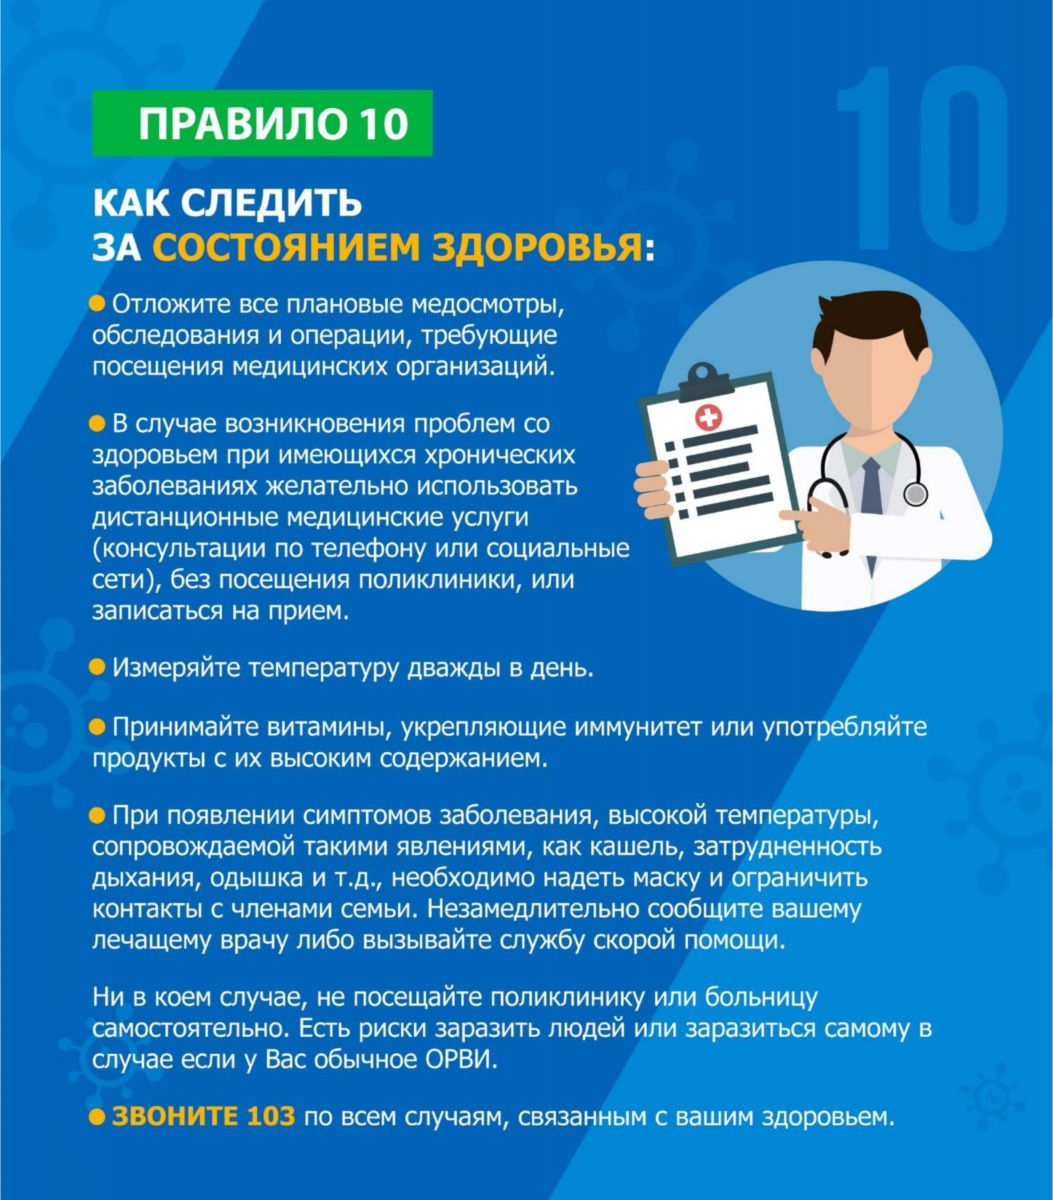 10
ПРАВИЛО 10
КАК СЛЕДИТЬ
ЗА СОСТОЯНИЕМ ЗДОРОВЬЯ:
● Отложите все плановые медосмотры,
обследования и операции, требующие
посещения медицинских организаций.
● В случае возникновения проблем со
здоровьем при имеющихся хронических
заболеваниях желательно использовать
дистанционные медицинские услуги
(консультации по телефону или социальные
сети), без посещения поликлиники, или
записаться на прием.
● Измеряйте температуру дважды в день.
● Принимайте витамины, укрепляющие иммунитет или употребляйте
продукты с их высоким содержанием.
● При появлении симптомов заболевания, высокой температуры,
сопровождаемой такими явлениями, как кашель, затрудненность
дыхания, одышка и т.д., необходимо надеть маску и ограничить
контакты с членами семьи. Незамедлительно сообщите вашему
лечащему врачу либо вызывайте службу скорой помощи.
Ни в коем случае, не посещайте поликлинику или больницу
самостоятельно. Есть риски заразить людей или заразиться самому в
случае если у Вас обычное ОРВИ.
● ЗВОНИТЕ 103 по всем случаям, связанным с вашим здоровьем.